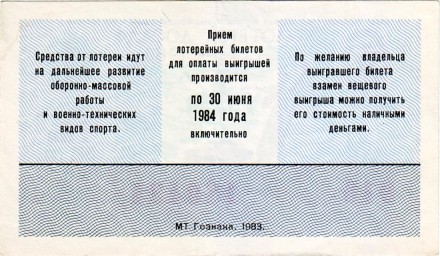 Средства от лотереи идут
на дальнейшее развитие
оборонно-массовой
работы
и военно-технических
видов спорта.
Прием
лотерейных билетов
для оплаты выигрышей
производится
по 30 июня
1984 года
включительно
По желанию владельца
выигравшего билета
взамен вещевого
выигрыша можно получить
его стоимость наличными
деньгами.
МТ Гознака. 1983.